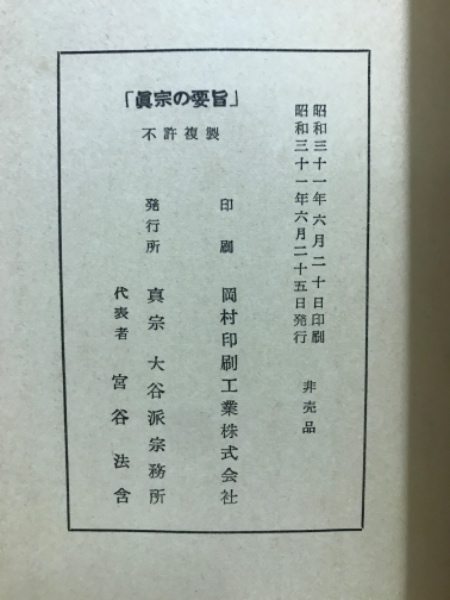 「眞宗の要旨」
不許複製
昭和三十一年六月二十日印刷
昭和三十一年六月二十五日発行
非売品
印刷 岡村印刷工業株式会社
発行所 真宗大谷派宗務所
代表者 宮谷法含